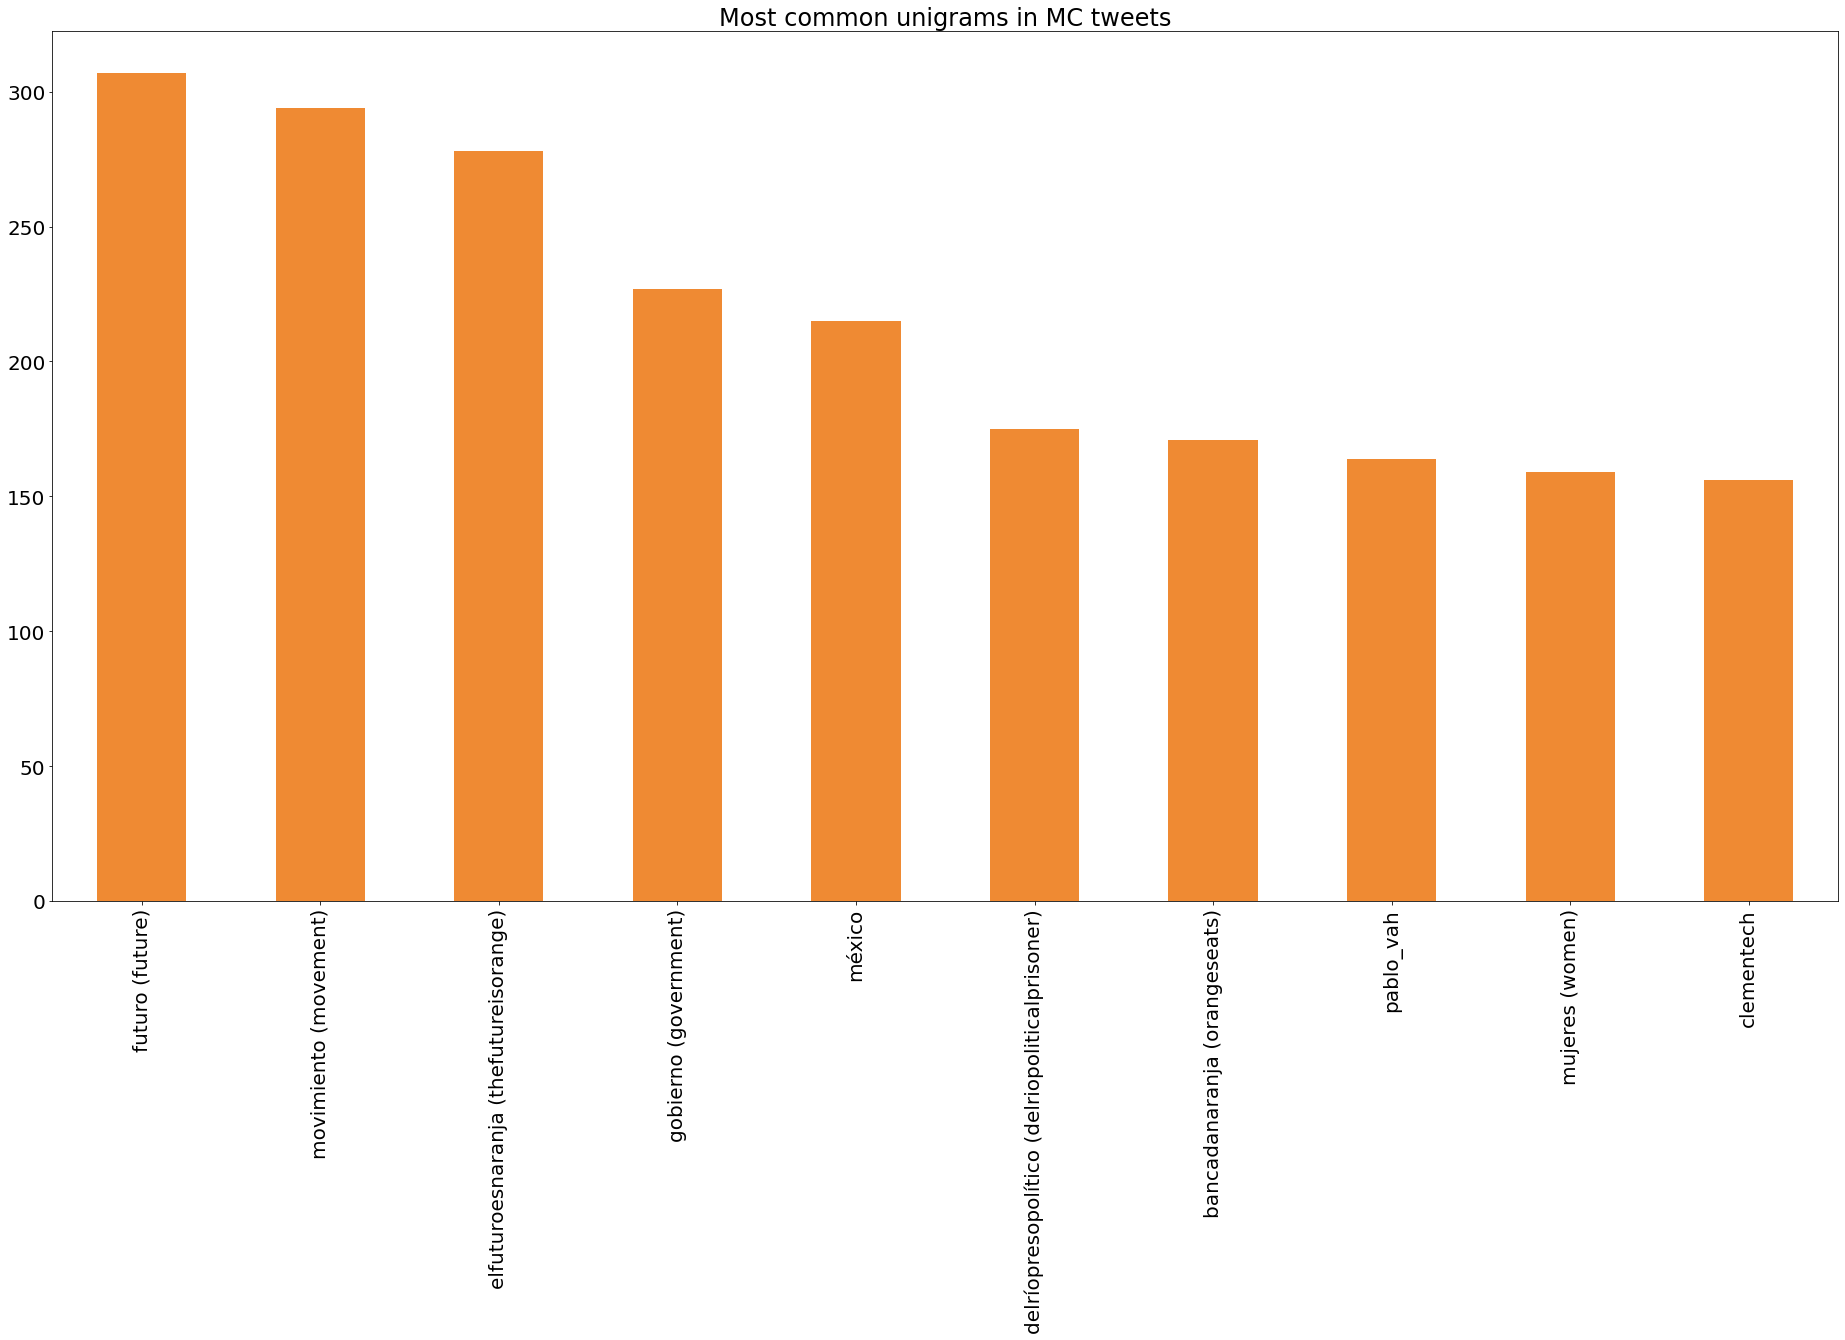 Most common unigrams in MC tweets
300
250
200
150
100
50
0
futuro (future)
movimiento (movement)
elfuturoesnaranja (thefutureisorange)
gobierno (government)
méxico
delríopresopolítico (delriopoliticalprisoner)
bancadanaranja (orangeseats)
pablo_vah
mujeres (women)
clementech